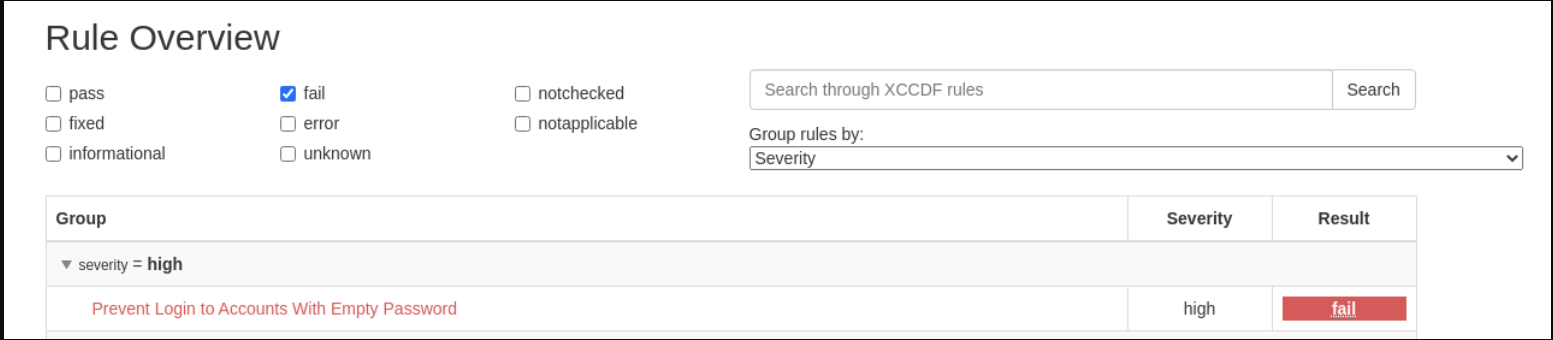 Rule Overview
pass fail notchecked
fixed error notapplicable
informational unknown
Search through XCCDF rules Search
Group rules by:
Severity
Group Severity Result
severity = high
Prevent Login to Accounts With Empty Password high fail